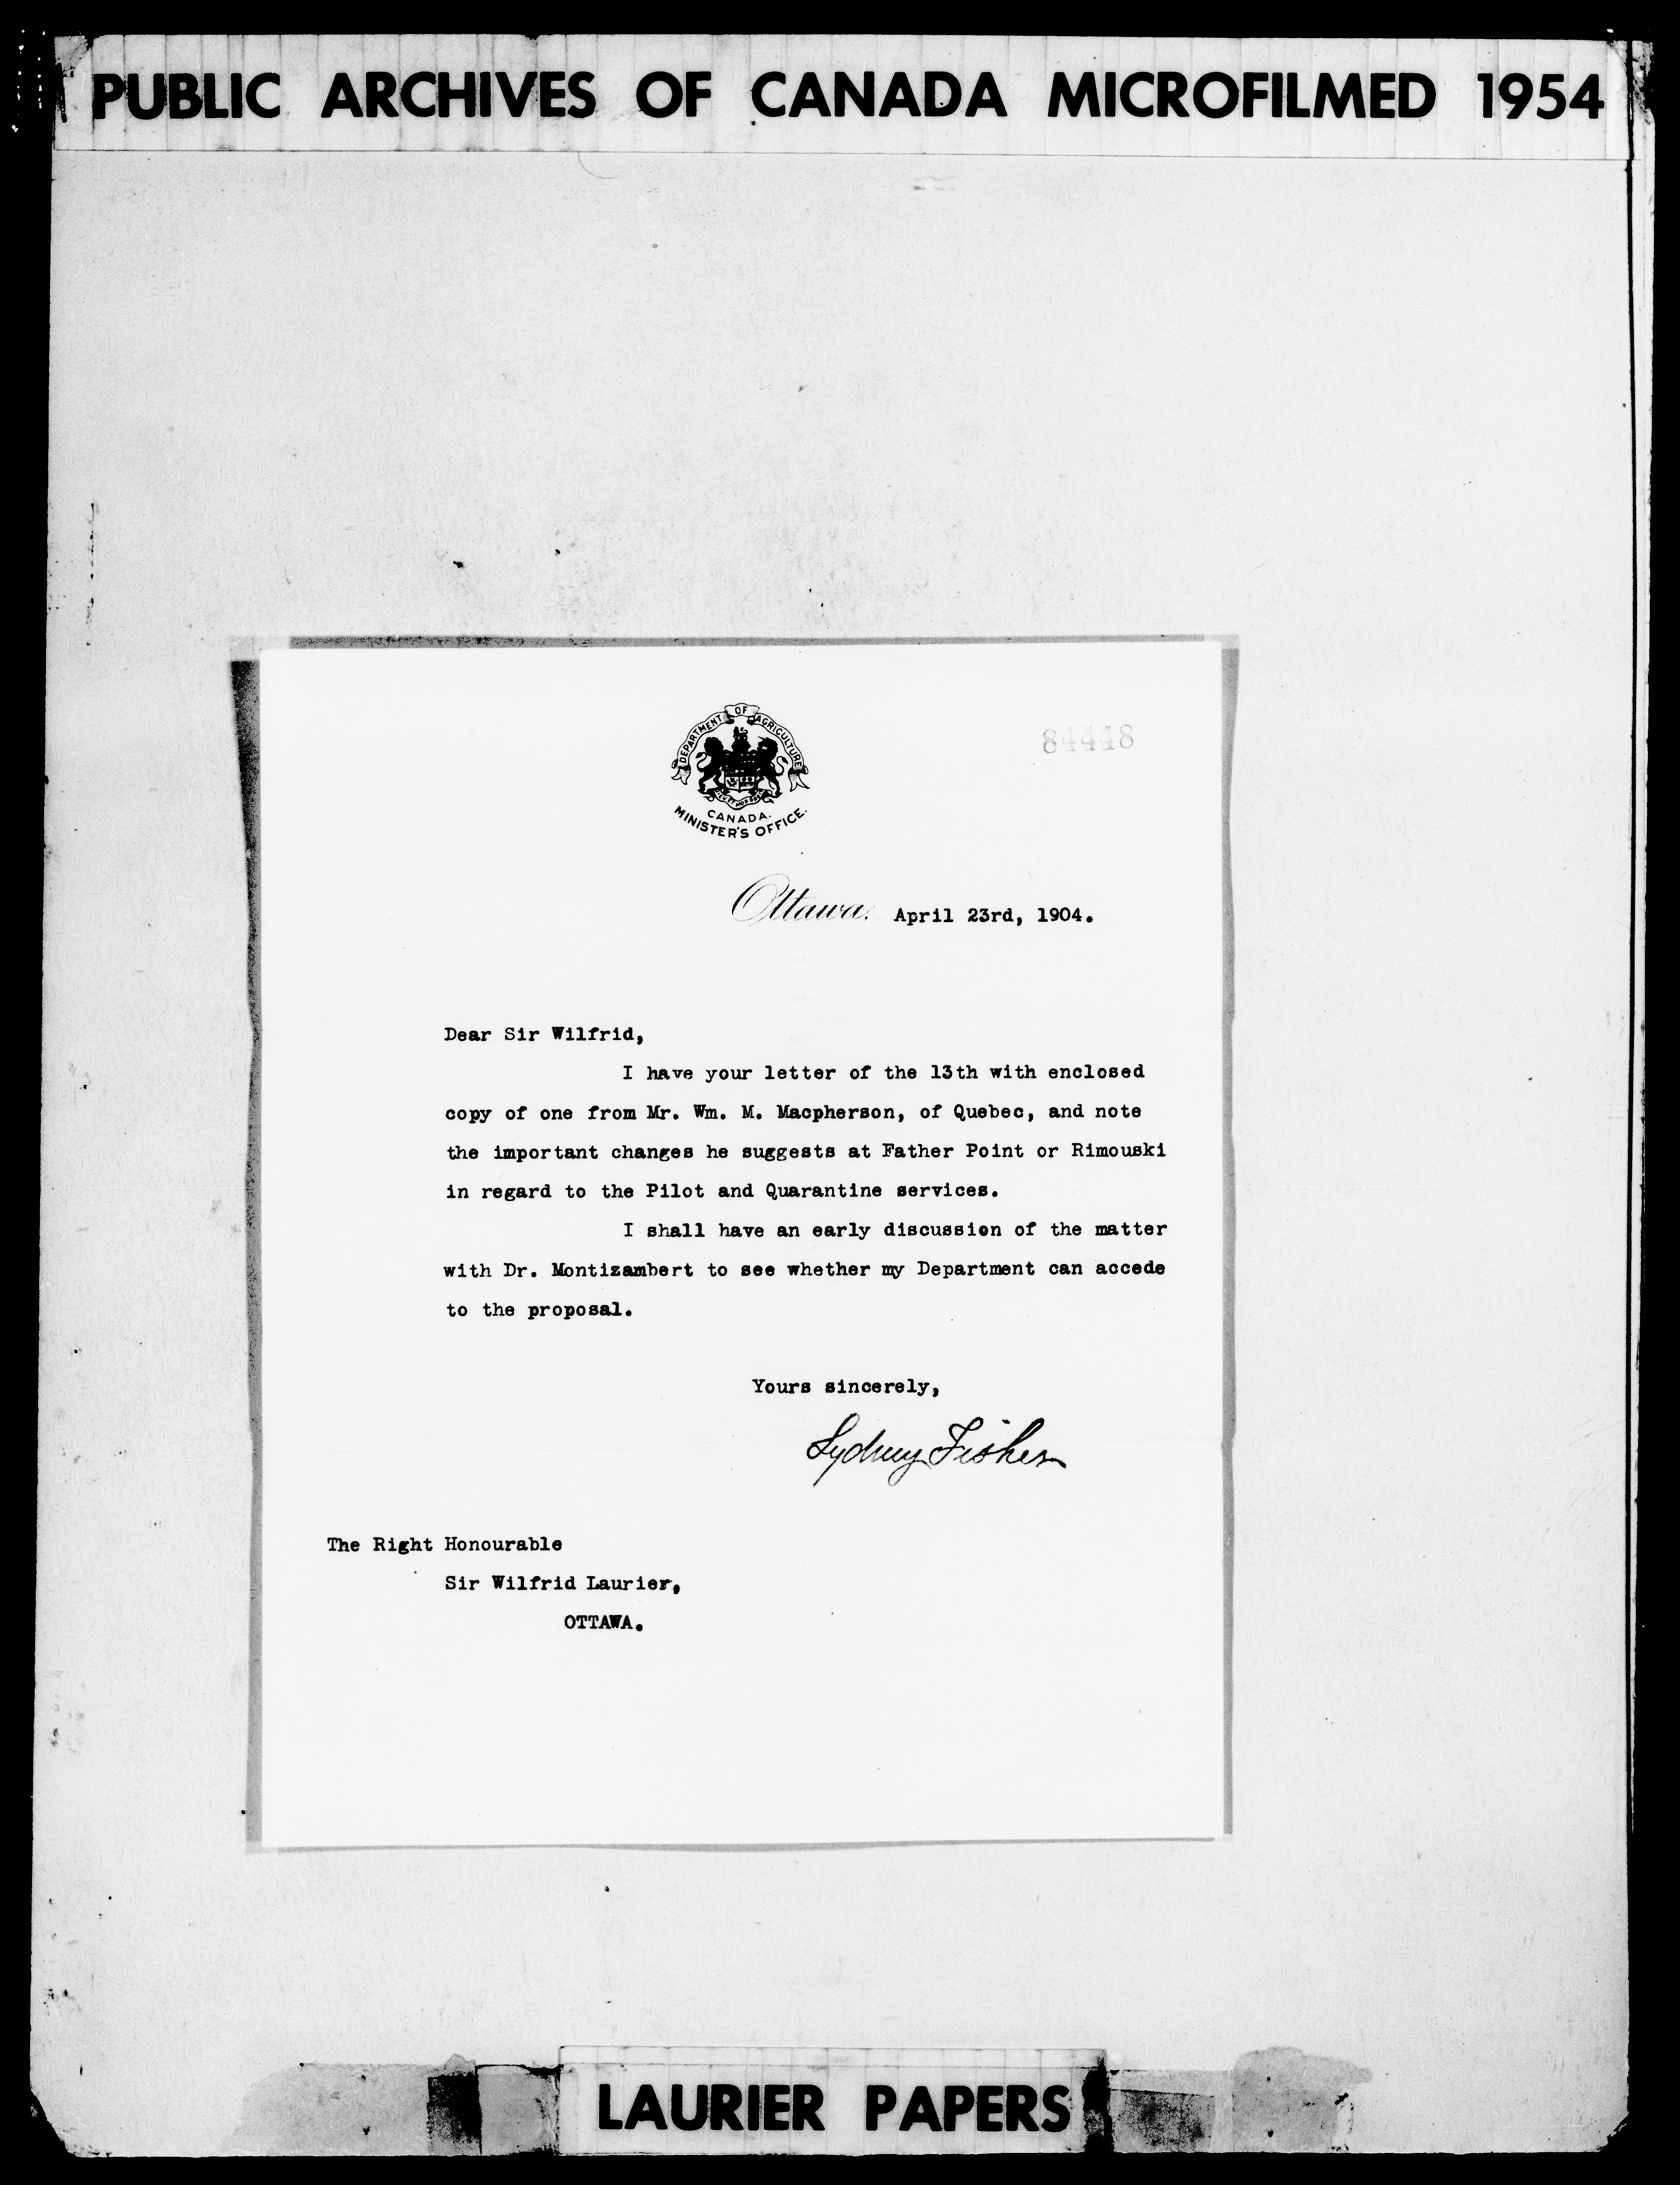 PUBLIC ARCHIVES OF CANADA MICROFILMED 1954
DEPARTMENT OF AGRICULTURE
CANADA.
MINISTER'S OFFICE.
84448
Ottawa. April 23rd, 1904.
Dear Sir Wilfrid,
I have your letter of the 13th with enclosed
copy of one from Mr. Wm. M. Macpherson, of Quebec, and note
the important changes he suggests at Father Point or Rimouski
in regard to the Pilot and Quarantine services.
I shall have an early discussion of the matter
with Dr. Montizambert to see whether my Department can accede
to the proposal.
Yours sincerely,
Sydney Fisher
The Right Honourable
Sir Wilfrid Laurier,
OTTAWA.
LAURIER PAPERS